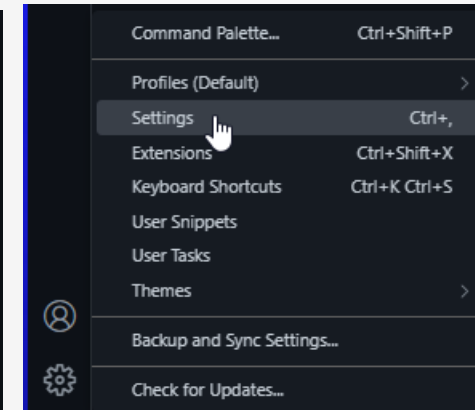 Command Palette... Ctrl+Shift+P
Profiles (Default)
Settings Ctrl+,
Extensions Ctrl+Shift+X
Keyboard Shortcuts Ctrl+K Ctrl+S
User Snippets
User Tasks
Themes
Backup and Sync Settings...
Check for Updates...